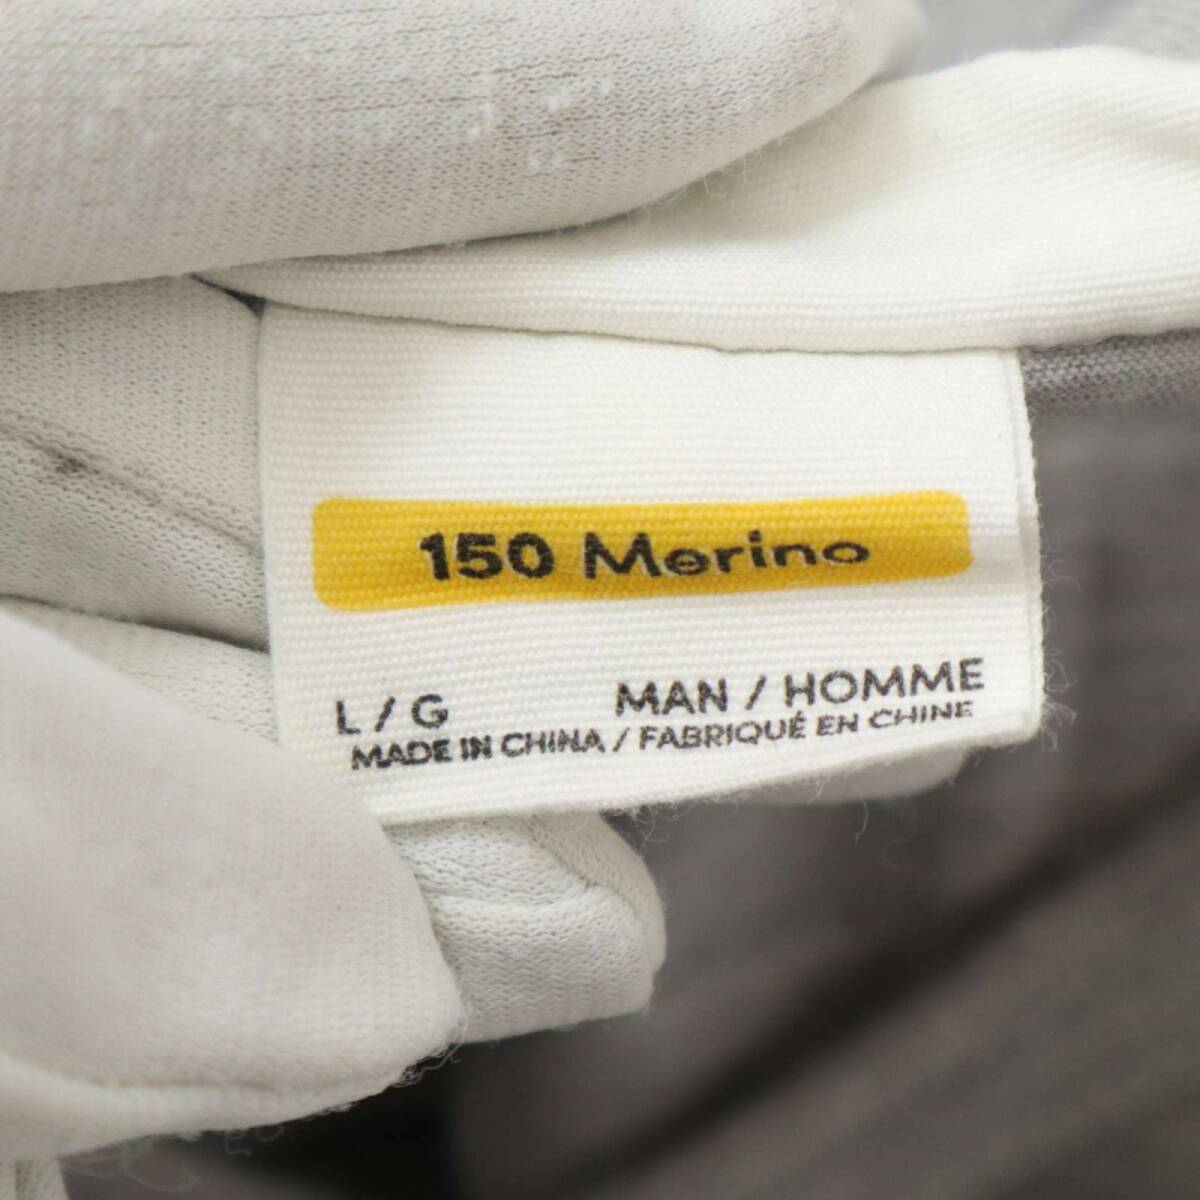 150 Merino
L / G MAN / HOMME
MADE IN CHINA / FABRIQUÉ EN CHINE